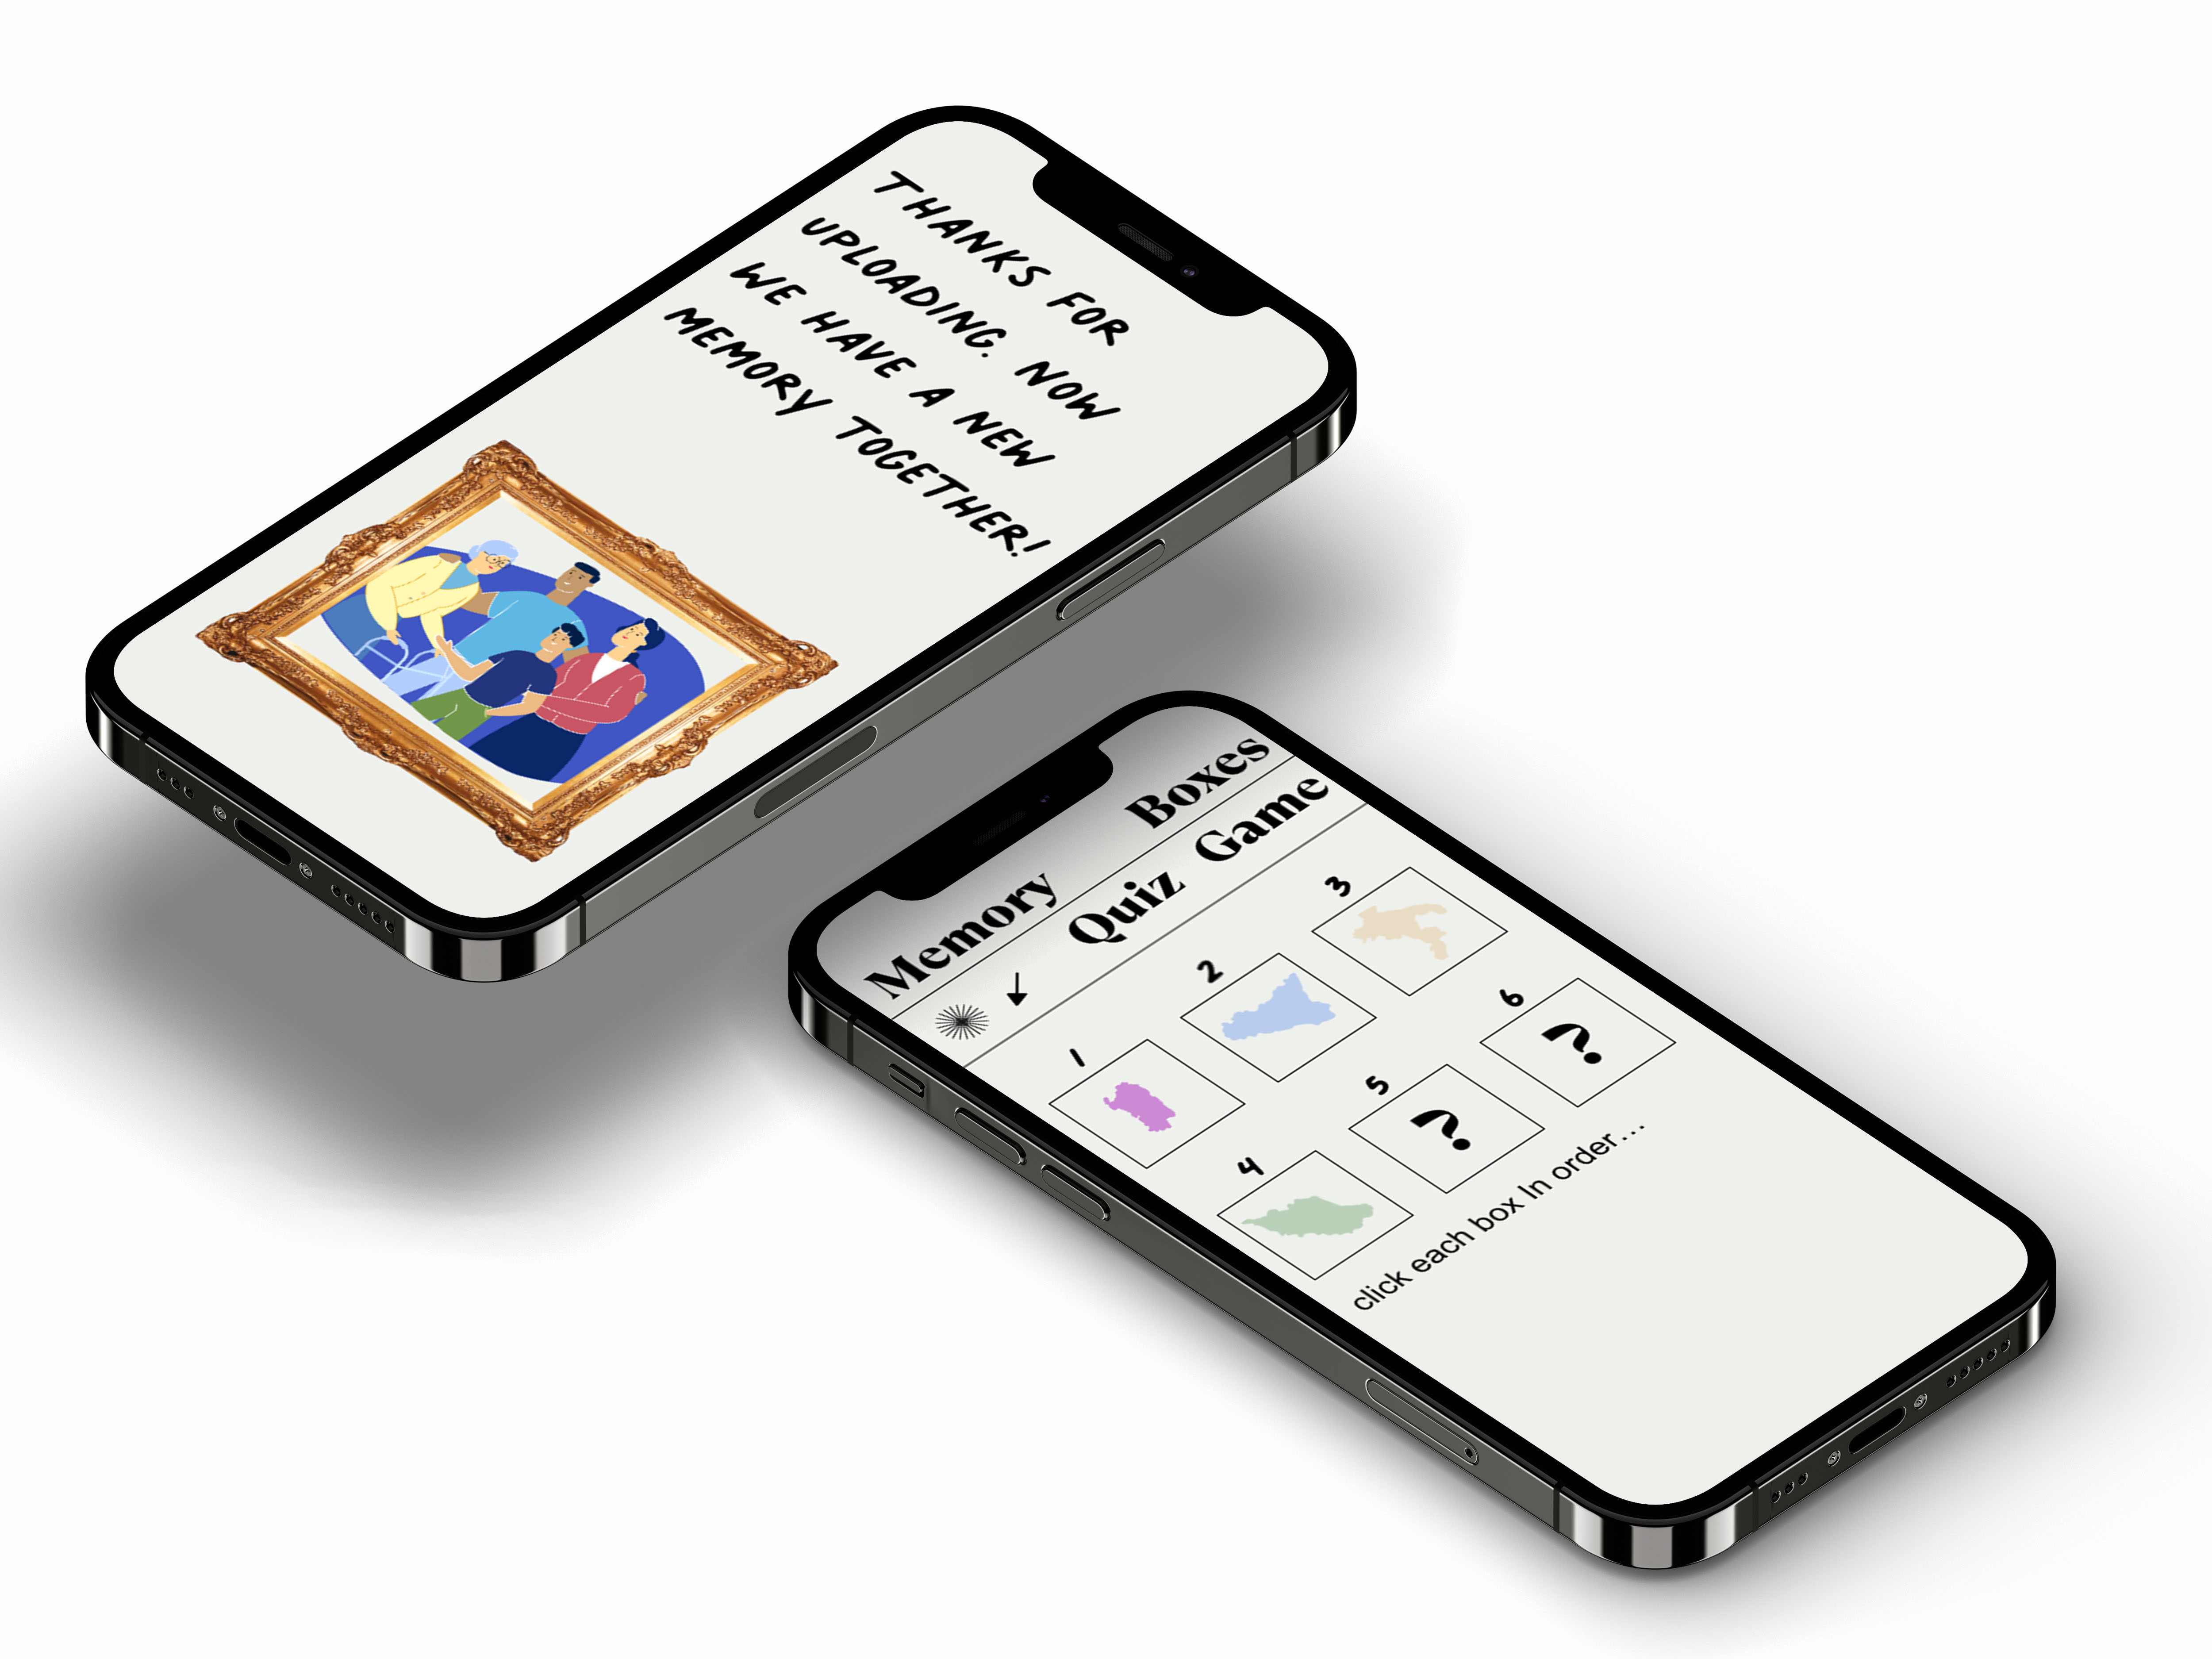 THANKS FOR
UPLOADING. NOW
WE HAVE A NEW
MEMORY TOGETHER!
Memory Boxes
Quiz Game
1 2 3
4 5 6
? ?
click each box In order...